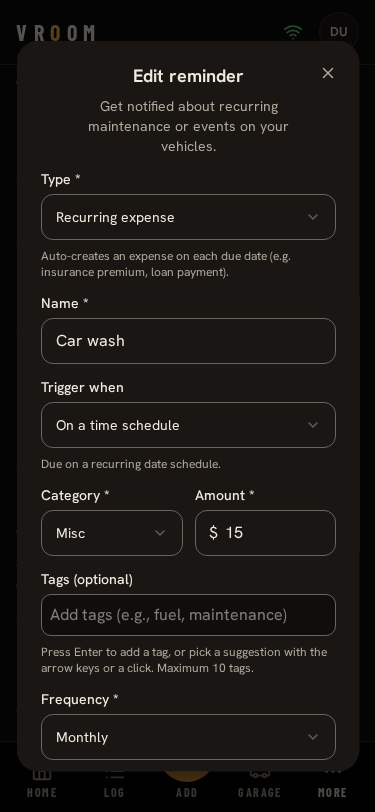 VROOM
DU
Edit reminder
Get notified about recurring
maintenance or events on your
vehicles.
Type *
Recurring expense
Auto-creates an expense on each due date (e.g.
insurance premium, loan payment).
Name *
Car wash
Trigger when
On a time schedule
Due on a recurring date schedule.
Category * Amount *
Misc $ 15
Tags (optional)
Add tags (e.g., fuel, maintenance)
Press Enter to add a tag, or pick a suggestion with the
arrow keys or a click. Maximum 10 tags.
Frequency *
Monthly
HOME LOG ADD GARAGE MORE